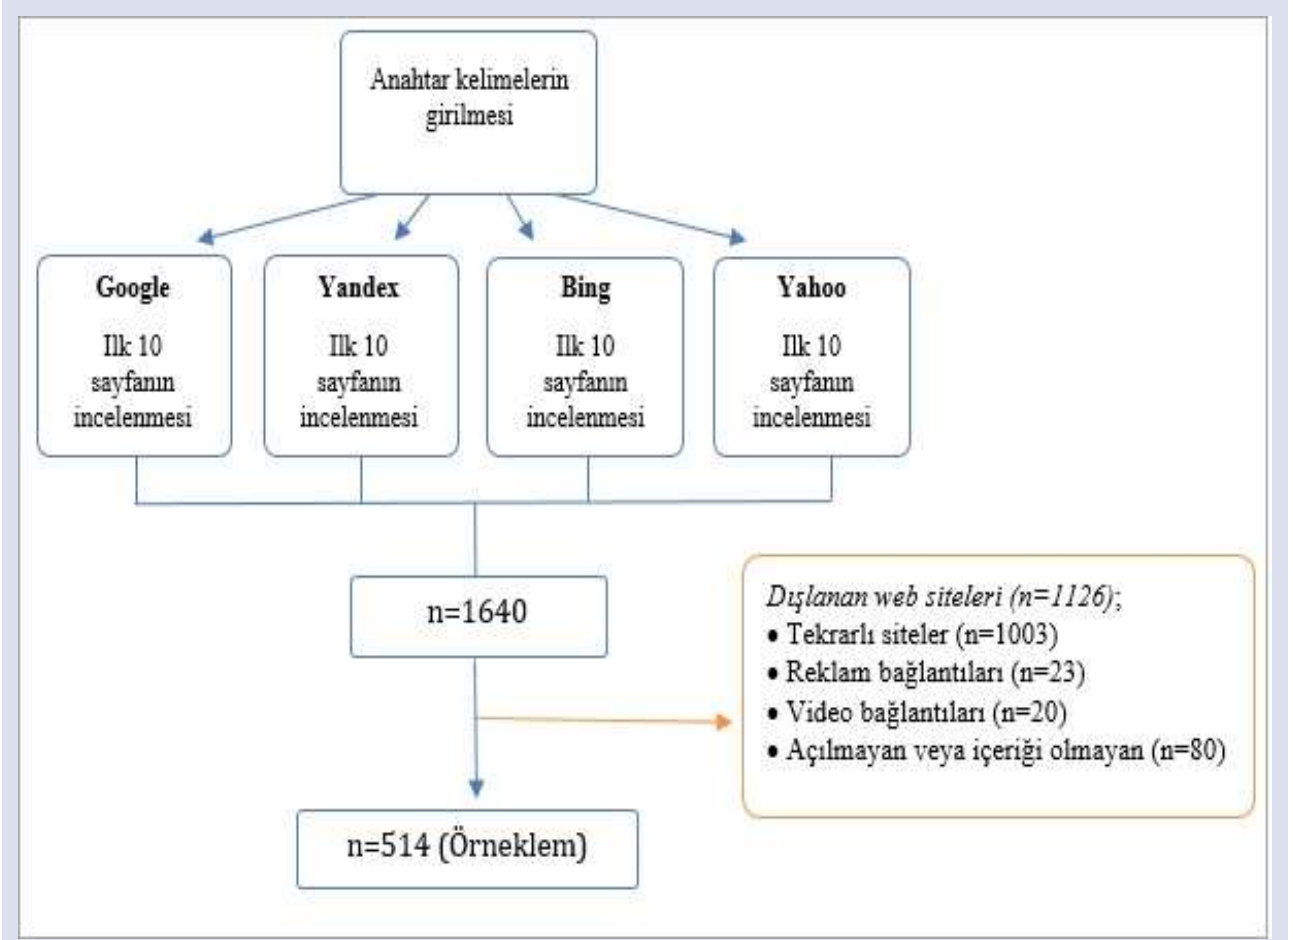 Anahtar kelimelerin
girilmesi
Google
Ilk 10
sayfanın
incelenmesi
Yandex
Ilk 10
sayfanın
incelenmesi
Bing
Ilk 10
sayfanın
incelenmesi
Yahoo
Ilk 10
sayfanın
incelenmesi
n=1640
Dışlanan web siteleri (n=1126);
• Tekrarlı siteler (n=1003)
• Reklam bağlantıları (n=23)
• Video bağlantıları (n=20)
• Açılmayan veya içeriği olmayan (n=80)
n=514 (Örneklem)